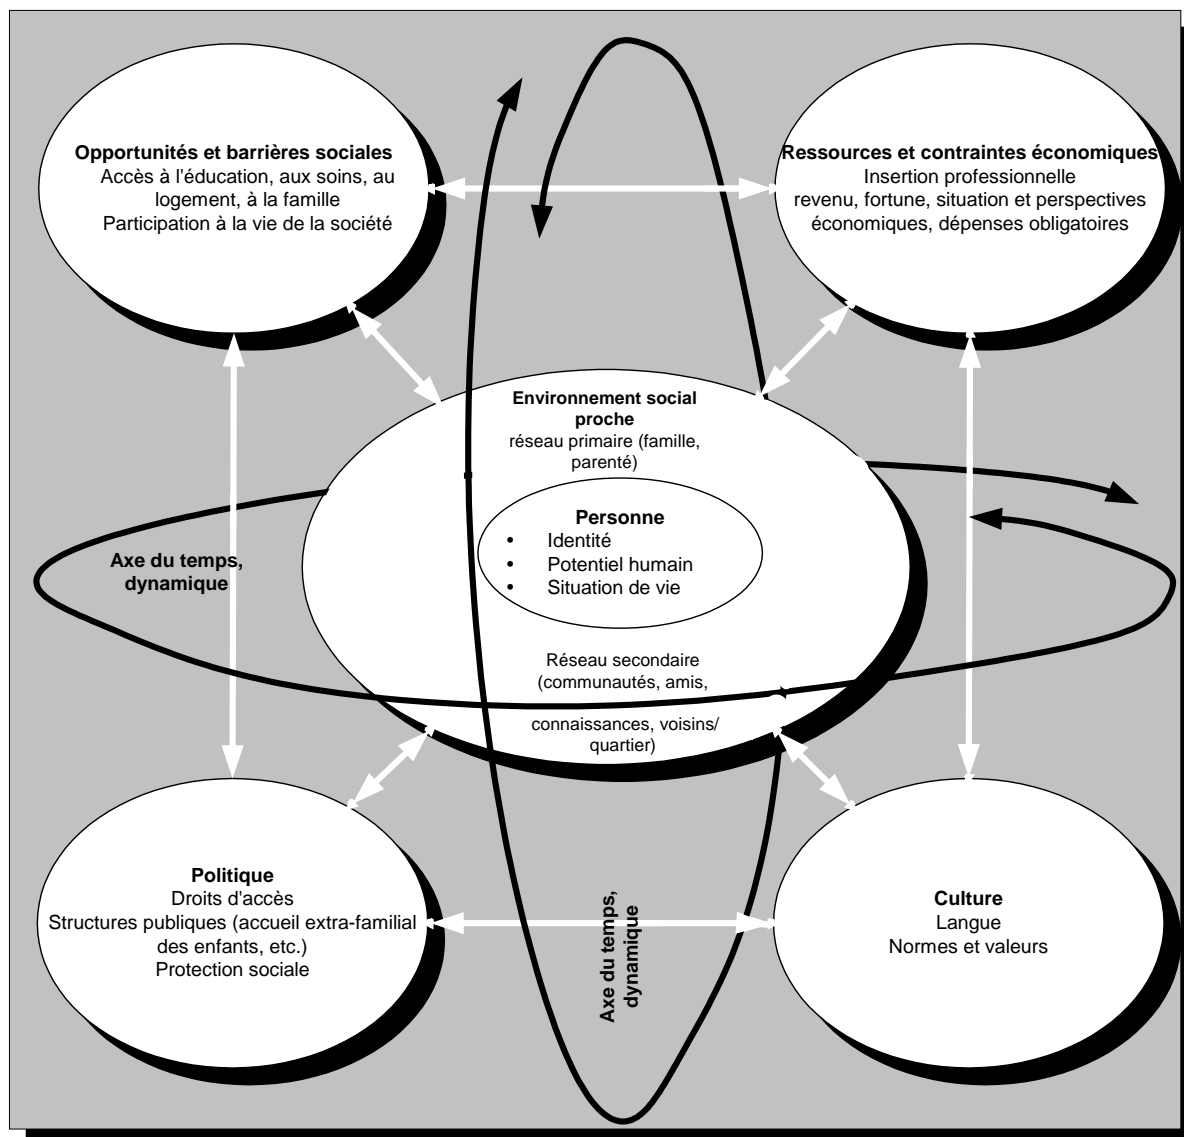 Opportunités et barrières sociales
Accès à l'éducation, aux soins, au
logement, à la famille
Participation à la vie de la société
Ressources et contraintes économiques
Insertion professionnelle
revenu, fortune, situation et perspectives
économiques, dépenses obligatoires
Environnement social
proche
réseau primaire (famille,
parenté)
Personne
• Identité
• Potentiel humain
• Situation de vie
Axe du temps,
dynamique
Réseau secondaire
(communautés, amis,
connaissances, voisins/
quartier)
Politique
Droits d'accès
Structures publiques (accueil extra-familial
des enfants, etc.)
Protection sociale
Axe du temps,
dynamique
Culture
Langue
Normes et valeurs